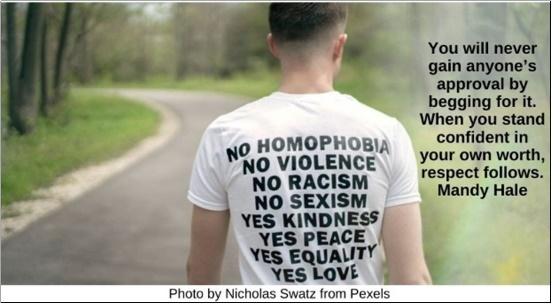 You will never
gain anyone's
approval by
begging for it.
When you stand
confident in
your own worth,
respect follows.
Mandy Hale
NO HOMOPHOBIA
NO VIOLENCE
NO RACISM
NO SEXISM
YES KINDNESS
YES PEACE
YES EQUALITY
YES LOVE
Photo by Nicholas Swatz from Pexels